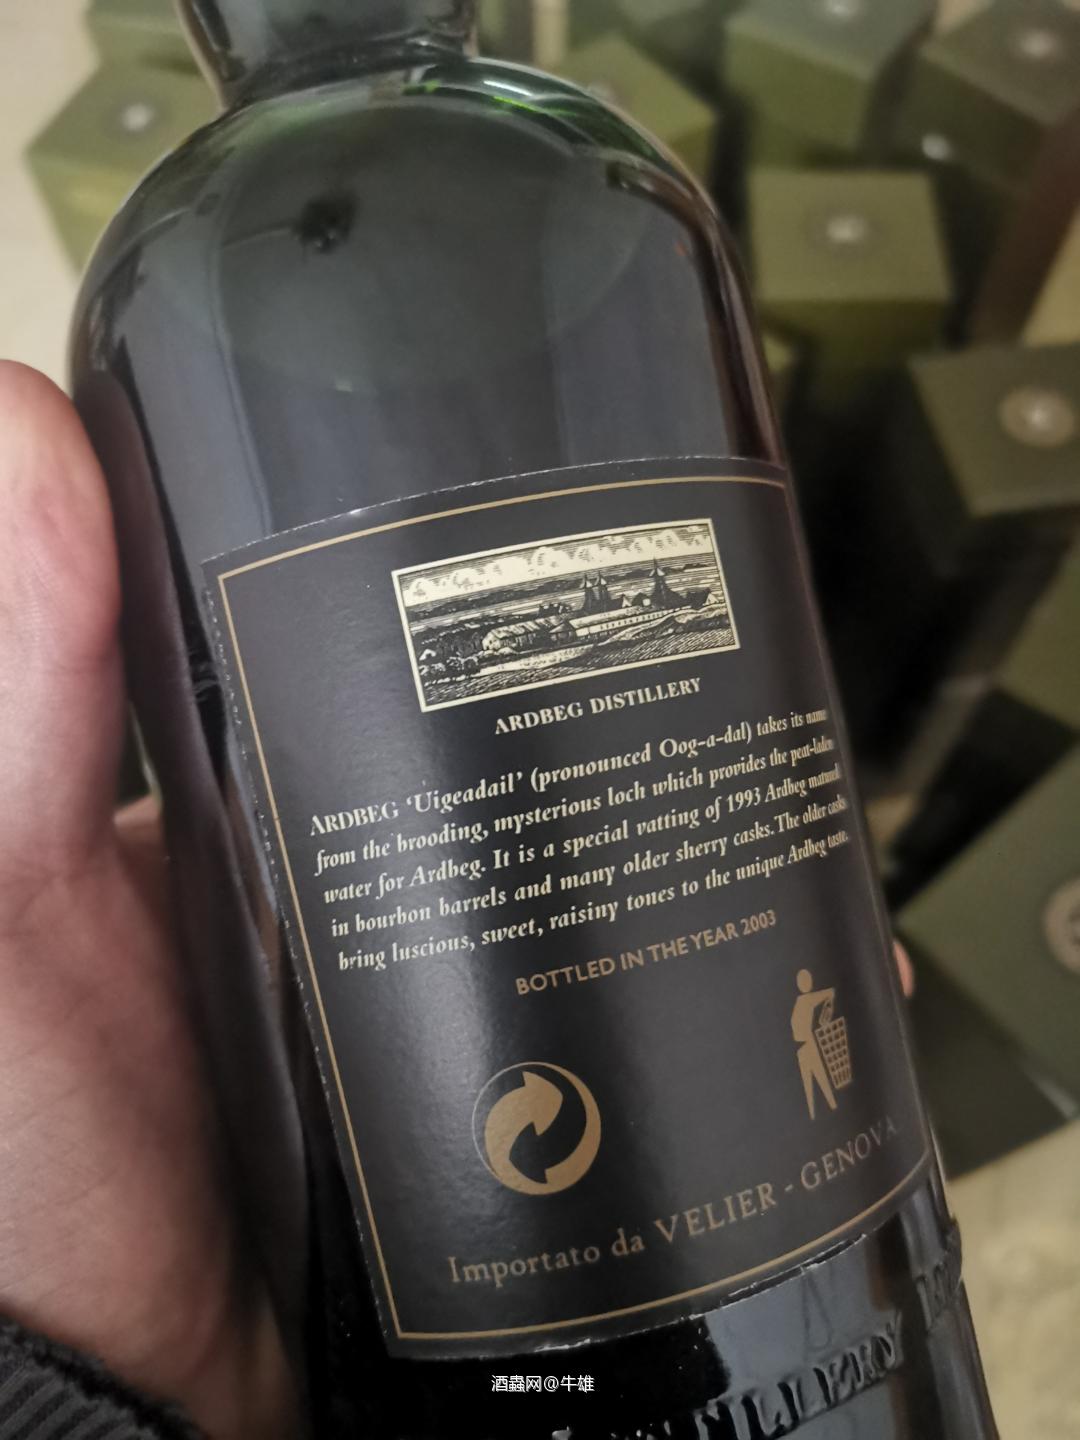 ARDBEG DISTILLERY
ARDBEG ‘Uigeadail’ (pronounced Oog-a-dal) takes its name
from the brooding, mysterious loch which provides the peat-laden
water for Ardbeg. It is a special vatting of 1993 Ardbeg matured
in bourbon barrels and many older sherry casks. The older casks
bring luscious, sweet, raisiny tones to the unique Ardbeg taste.
BOTTLED IN THE YEAR 2003
Importato da VELIER - GENOVA
酒蟲网@牛雄